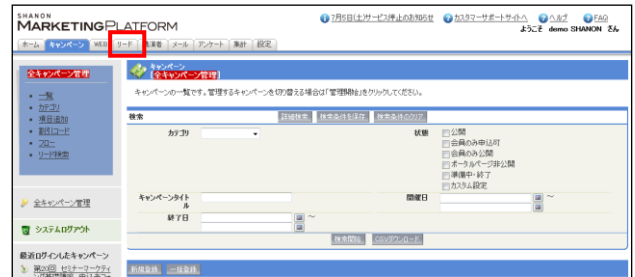 SHANON
MARKETINGPLATFORM
7月5日(土)サービス停止のお知らせ カスタマーサポートサイトへ ヘルプ FAQ
ようこそ demo SHANON さん
ホーム キャンペーン WEB リード 来場者 メール アンケート 集計 設定
全キャンペーン管理
・一覧
・カテゴリ
・項目追加
・割引コード
・フロー
・リード検索
全キャンペーン管理
システムログアウト
最近ログインしたキャンペーン
キャンペーン
(全キャンペーン管理)
キャンペーンの一覧です。管理するキャンペーンを切り替える場合は「管理開始」をクリックしてください。
検索 詳細検索 検索条件を保存 検索条件のクリア
カテゴリ
状態
公開
会員のみ申込可
会員のみ公開
ポータルページ非公開
準備中・終了
カスタム設定
キャンペーンタイトル
開催日 ～
終了日 ～
検索開始 CSVダウンロード
新規登録 一括登録